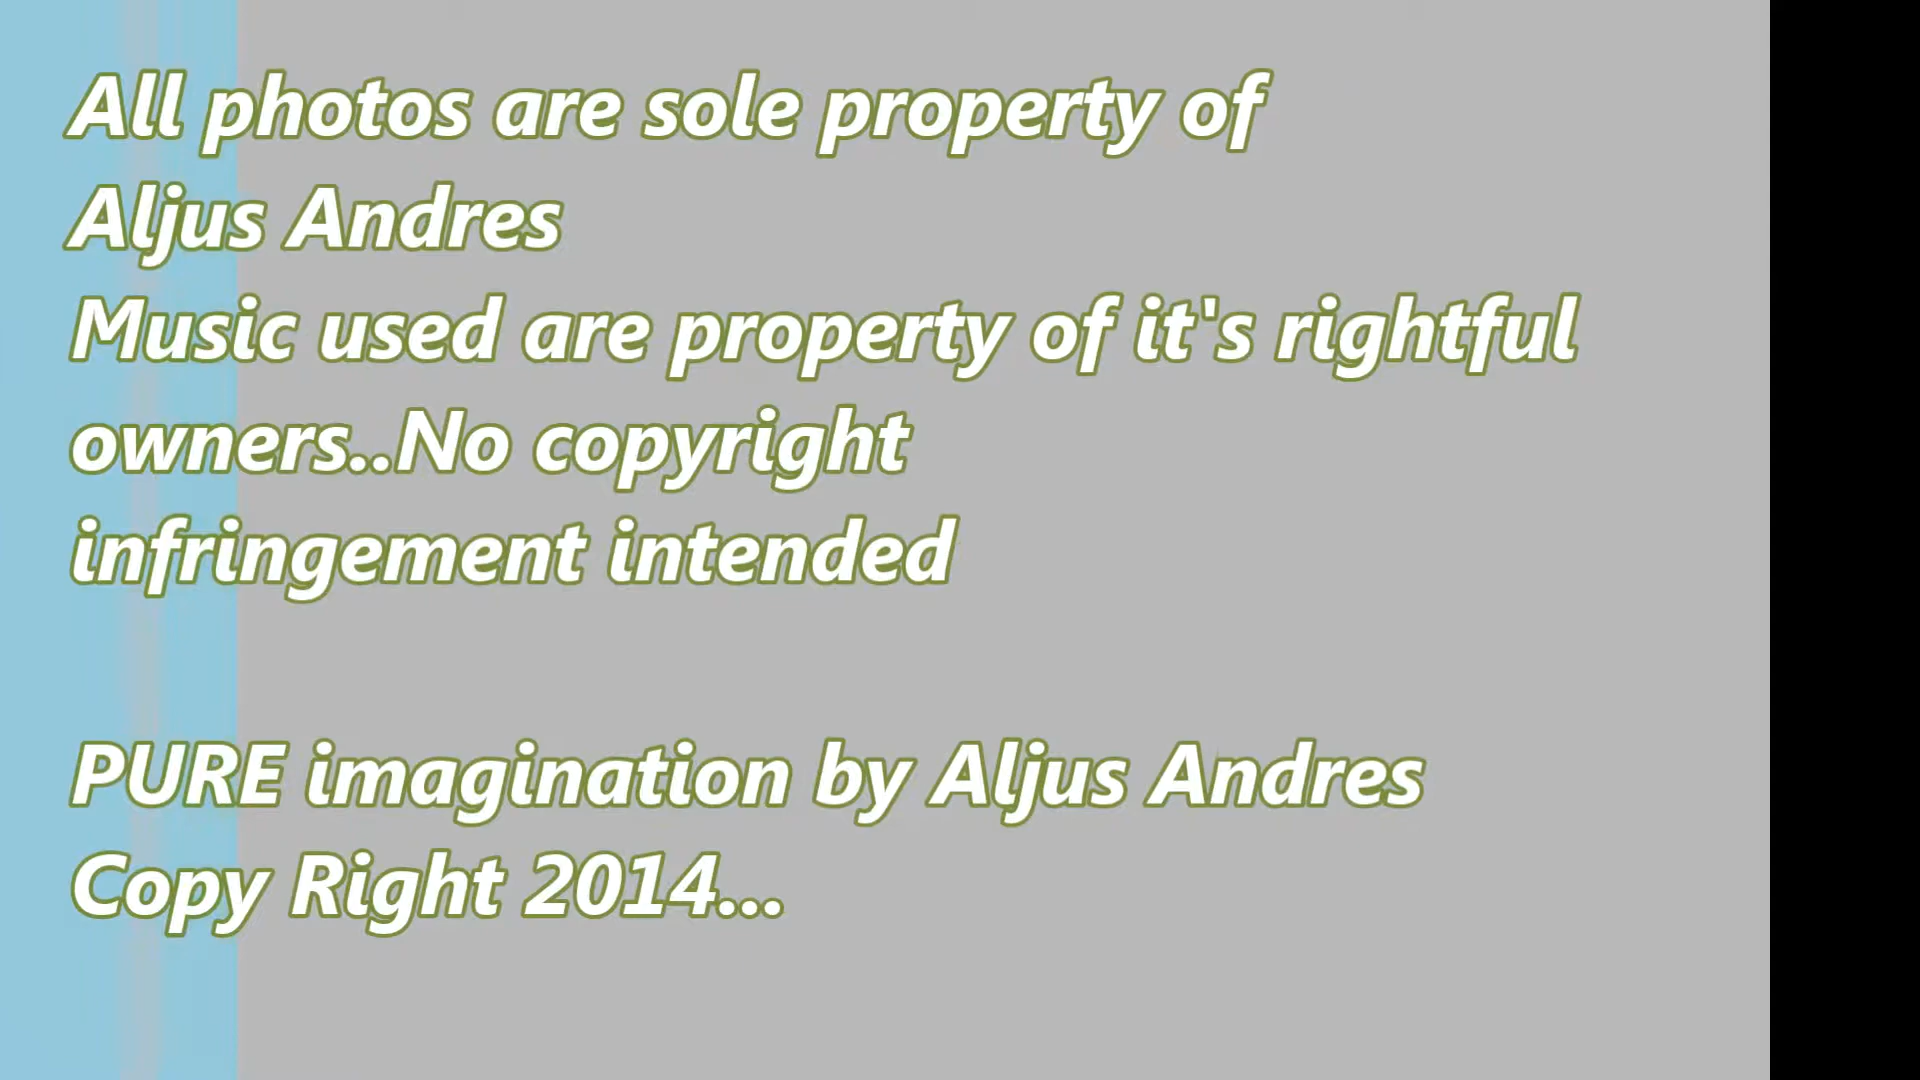 All photos are sole property of
Aljus Andres
Music used are property of it's rightful
owners..No copyright
infringement intended
PURE imagination by Aljus Andres
Copy Right 2014...